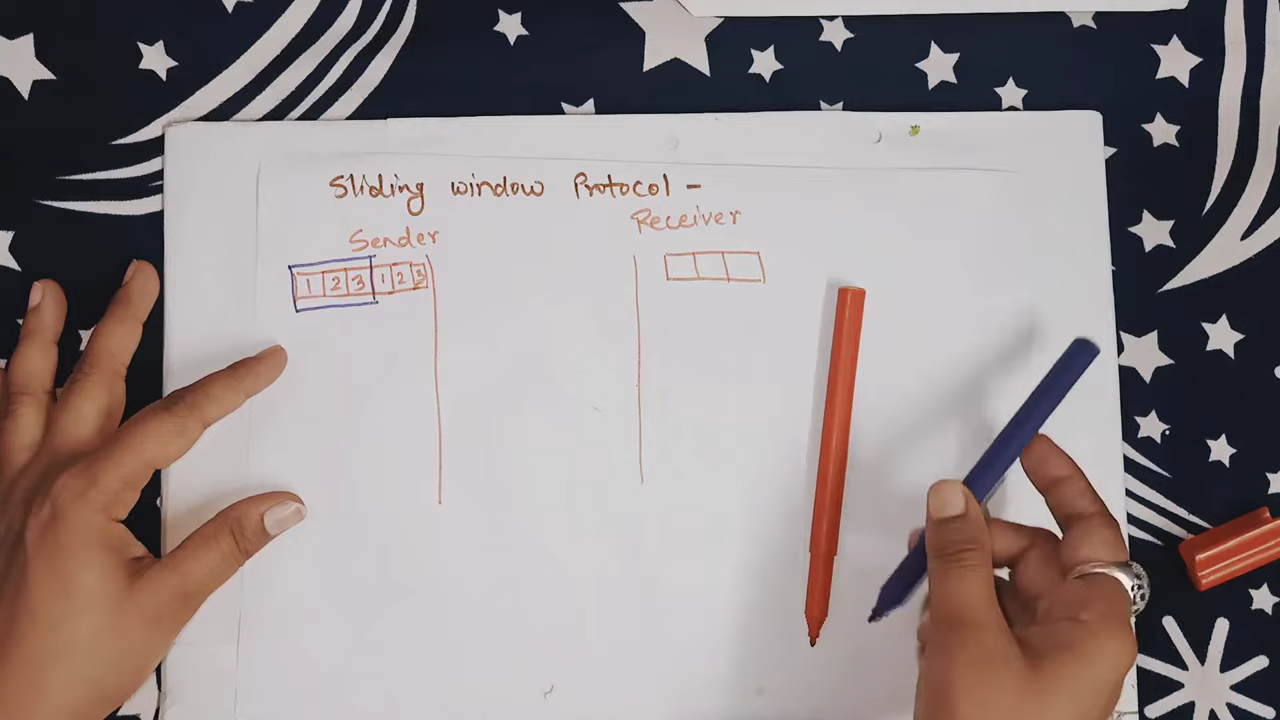 Sliding window Protocol -
Sender
Receiver
1 2 3 1 2 3